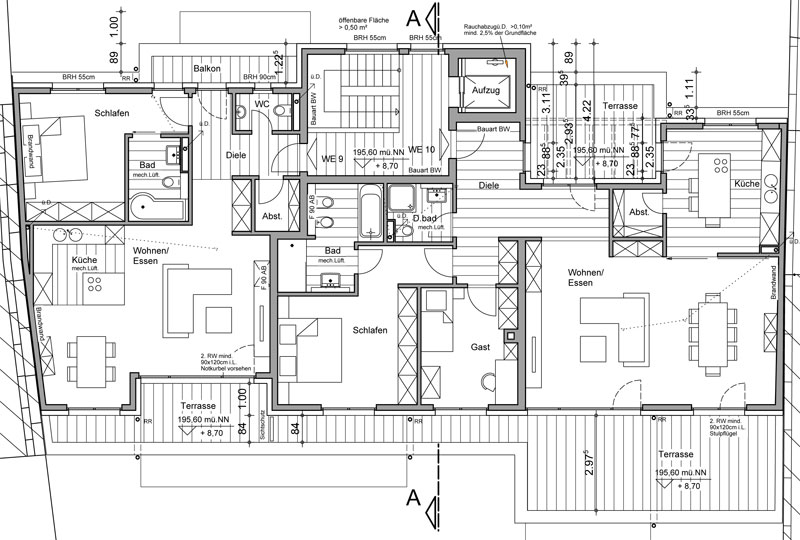 A
öffenbare Fläche
> 0,50 m²
Rauchabzugü.D. >0,10m²
mind. 2,5% der Grundfläche
1.00
89
BRH 55cm
BRH 55cm
89
1.22⁵
BRH 55cm
RR
Balkon
BRH 90cm
ü.D.
Aufzug
RR
39⁵
1.11
33⁵
BRH 55cm
Schlafen
WC
Bauart BW
Terrasse
3.11
4.22
2.93⁵
ü.D.
Bauart BW
Brandwand
Bad
mech.Lüft.
Diele
WE 9
WE 10
195,60 mü.NN
+ 8,70
23
88⁵
2.35
195,60 mü.NN
+ 8,70
23
88⁵
77⁵
2.35
Küche
Diele
Abst.
F 90 AB
D.bad
mech.Lüft.
Abst.
ü.D.
Küche
mech.Lüft.
Wohnen/
Essen
F 90 AB
Bad
mech.Lüft.
Wohnen/
Essen
Brandwand
Brandwand
Schlafen
Gast
2. RW mind.
90x120cm i.L.
Notkurbel vorsehen
RR
Terrasse
195,60 mü.NN
+ 8,70
1.00
84
Sichtschutz
84
RR
RR
2. RW mind.
90x120cm i.L.
Stulpflügel
2.97⁵
Terrasse
195,60 mü.NN
+ 8,70
A